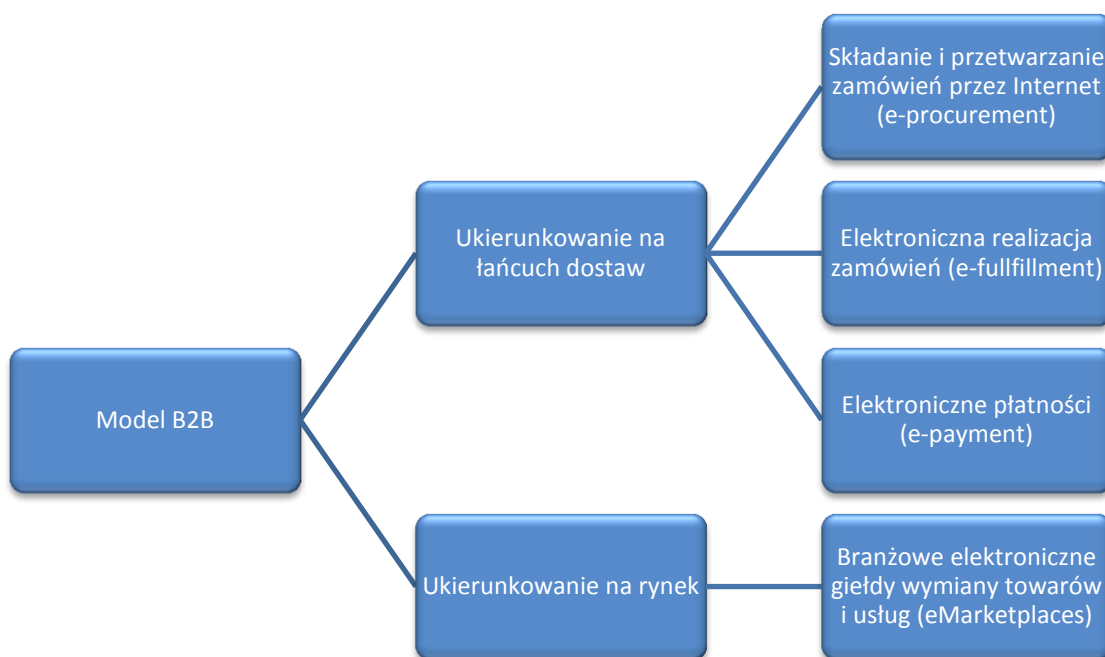 Składanie i przetwarzanie
zamówień przez Internet
(e-procurement)
Ukierunkowanie na
łańcuch dostaw
Elektroniczna realizacja
zamówień (e-fullfillment)
Model B2B
Elektroniczne płatności
(e-payment)
Ukierunkowanie na rynek
Branżowe elektroniczne
giełdy wymiany towarów
i usług (eMarketplaces)